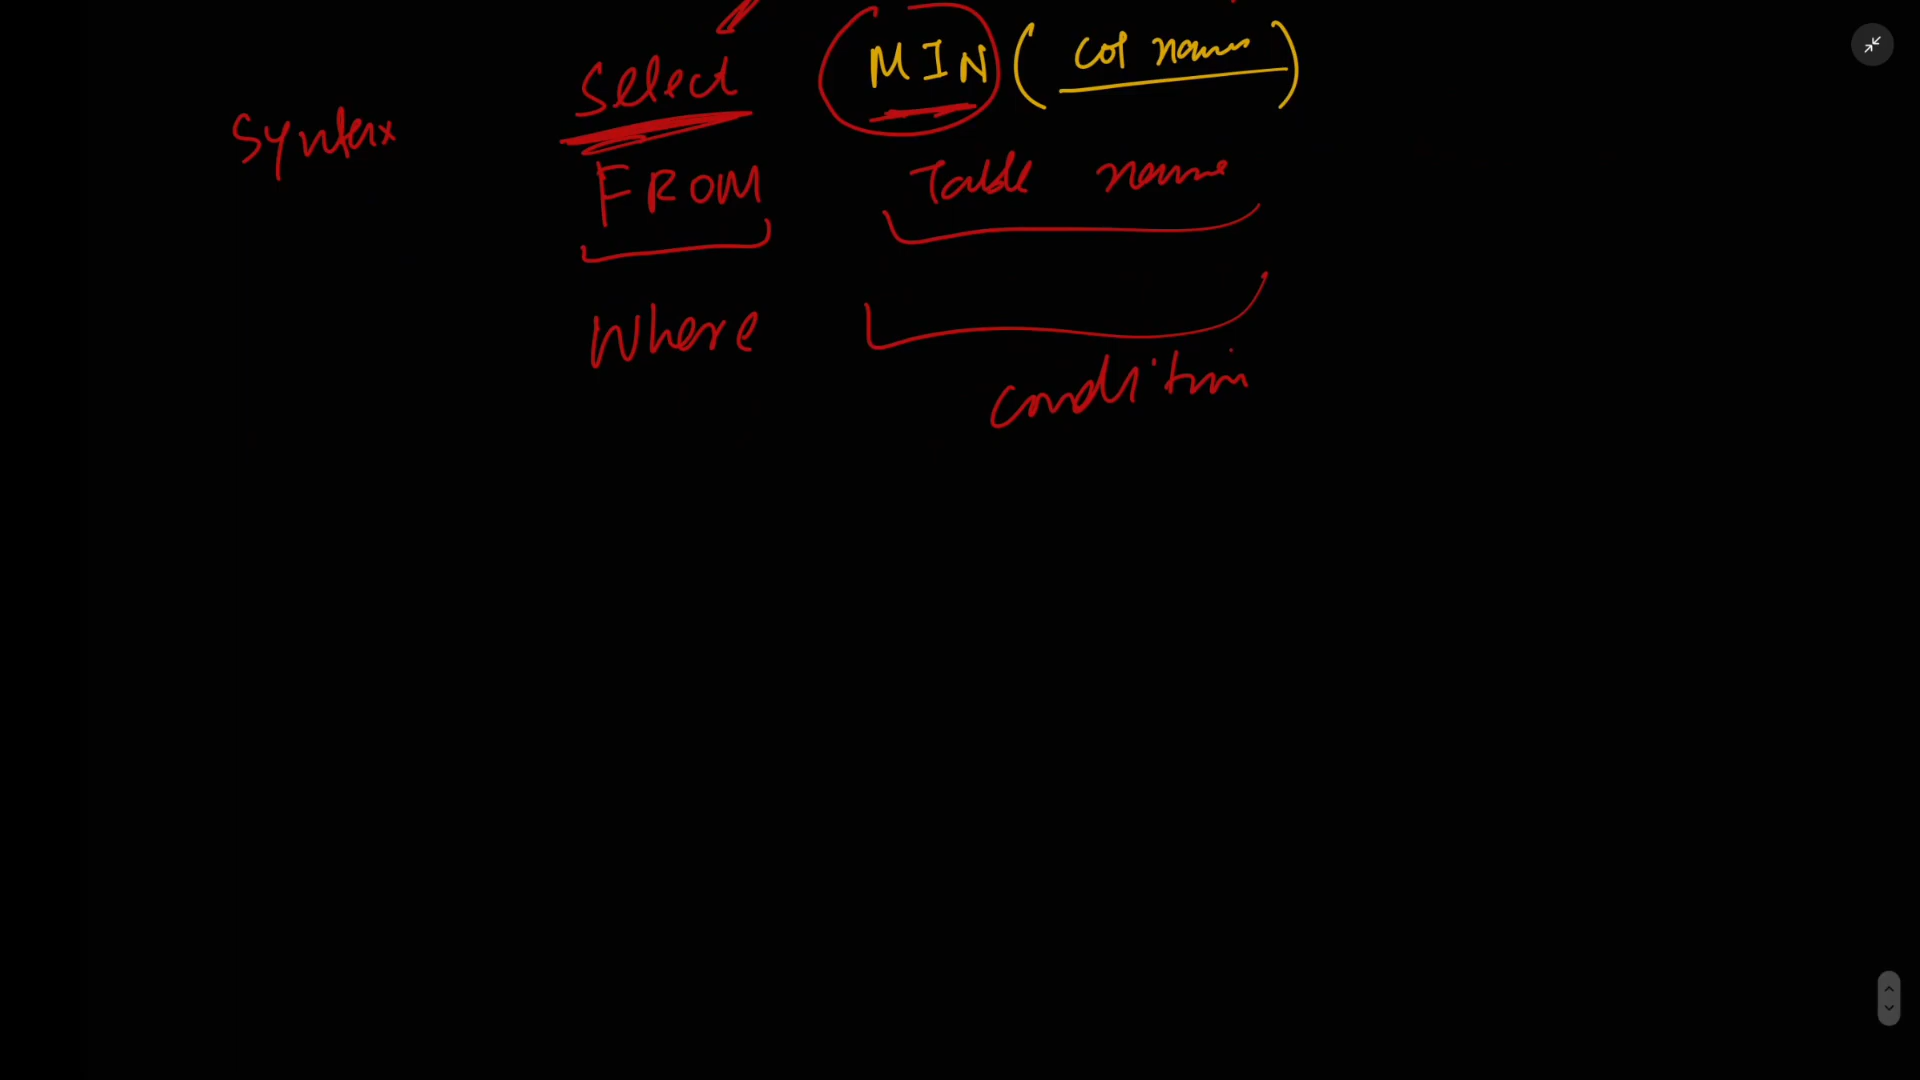 Select MIN ( Col name )
Syntax
FROM Table name
Where
condition